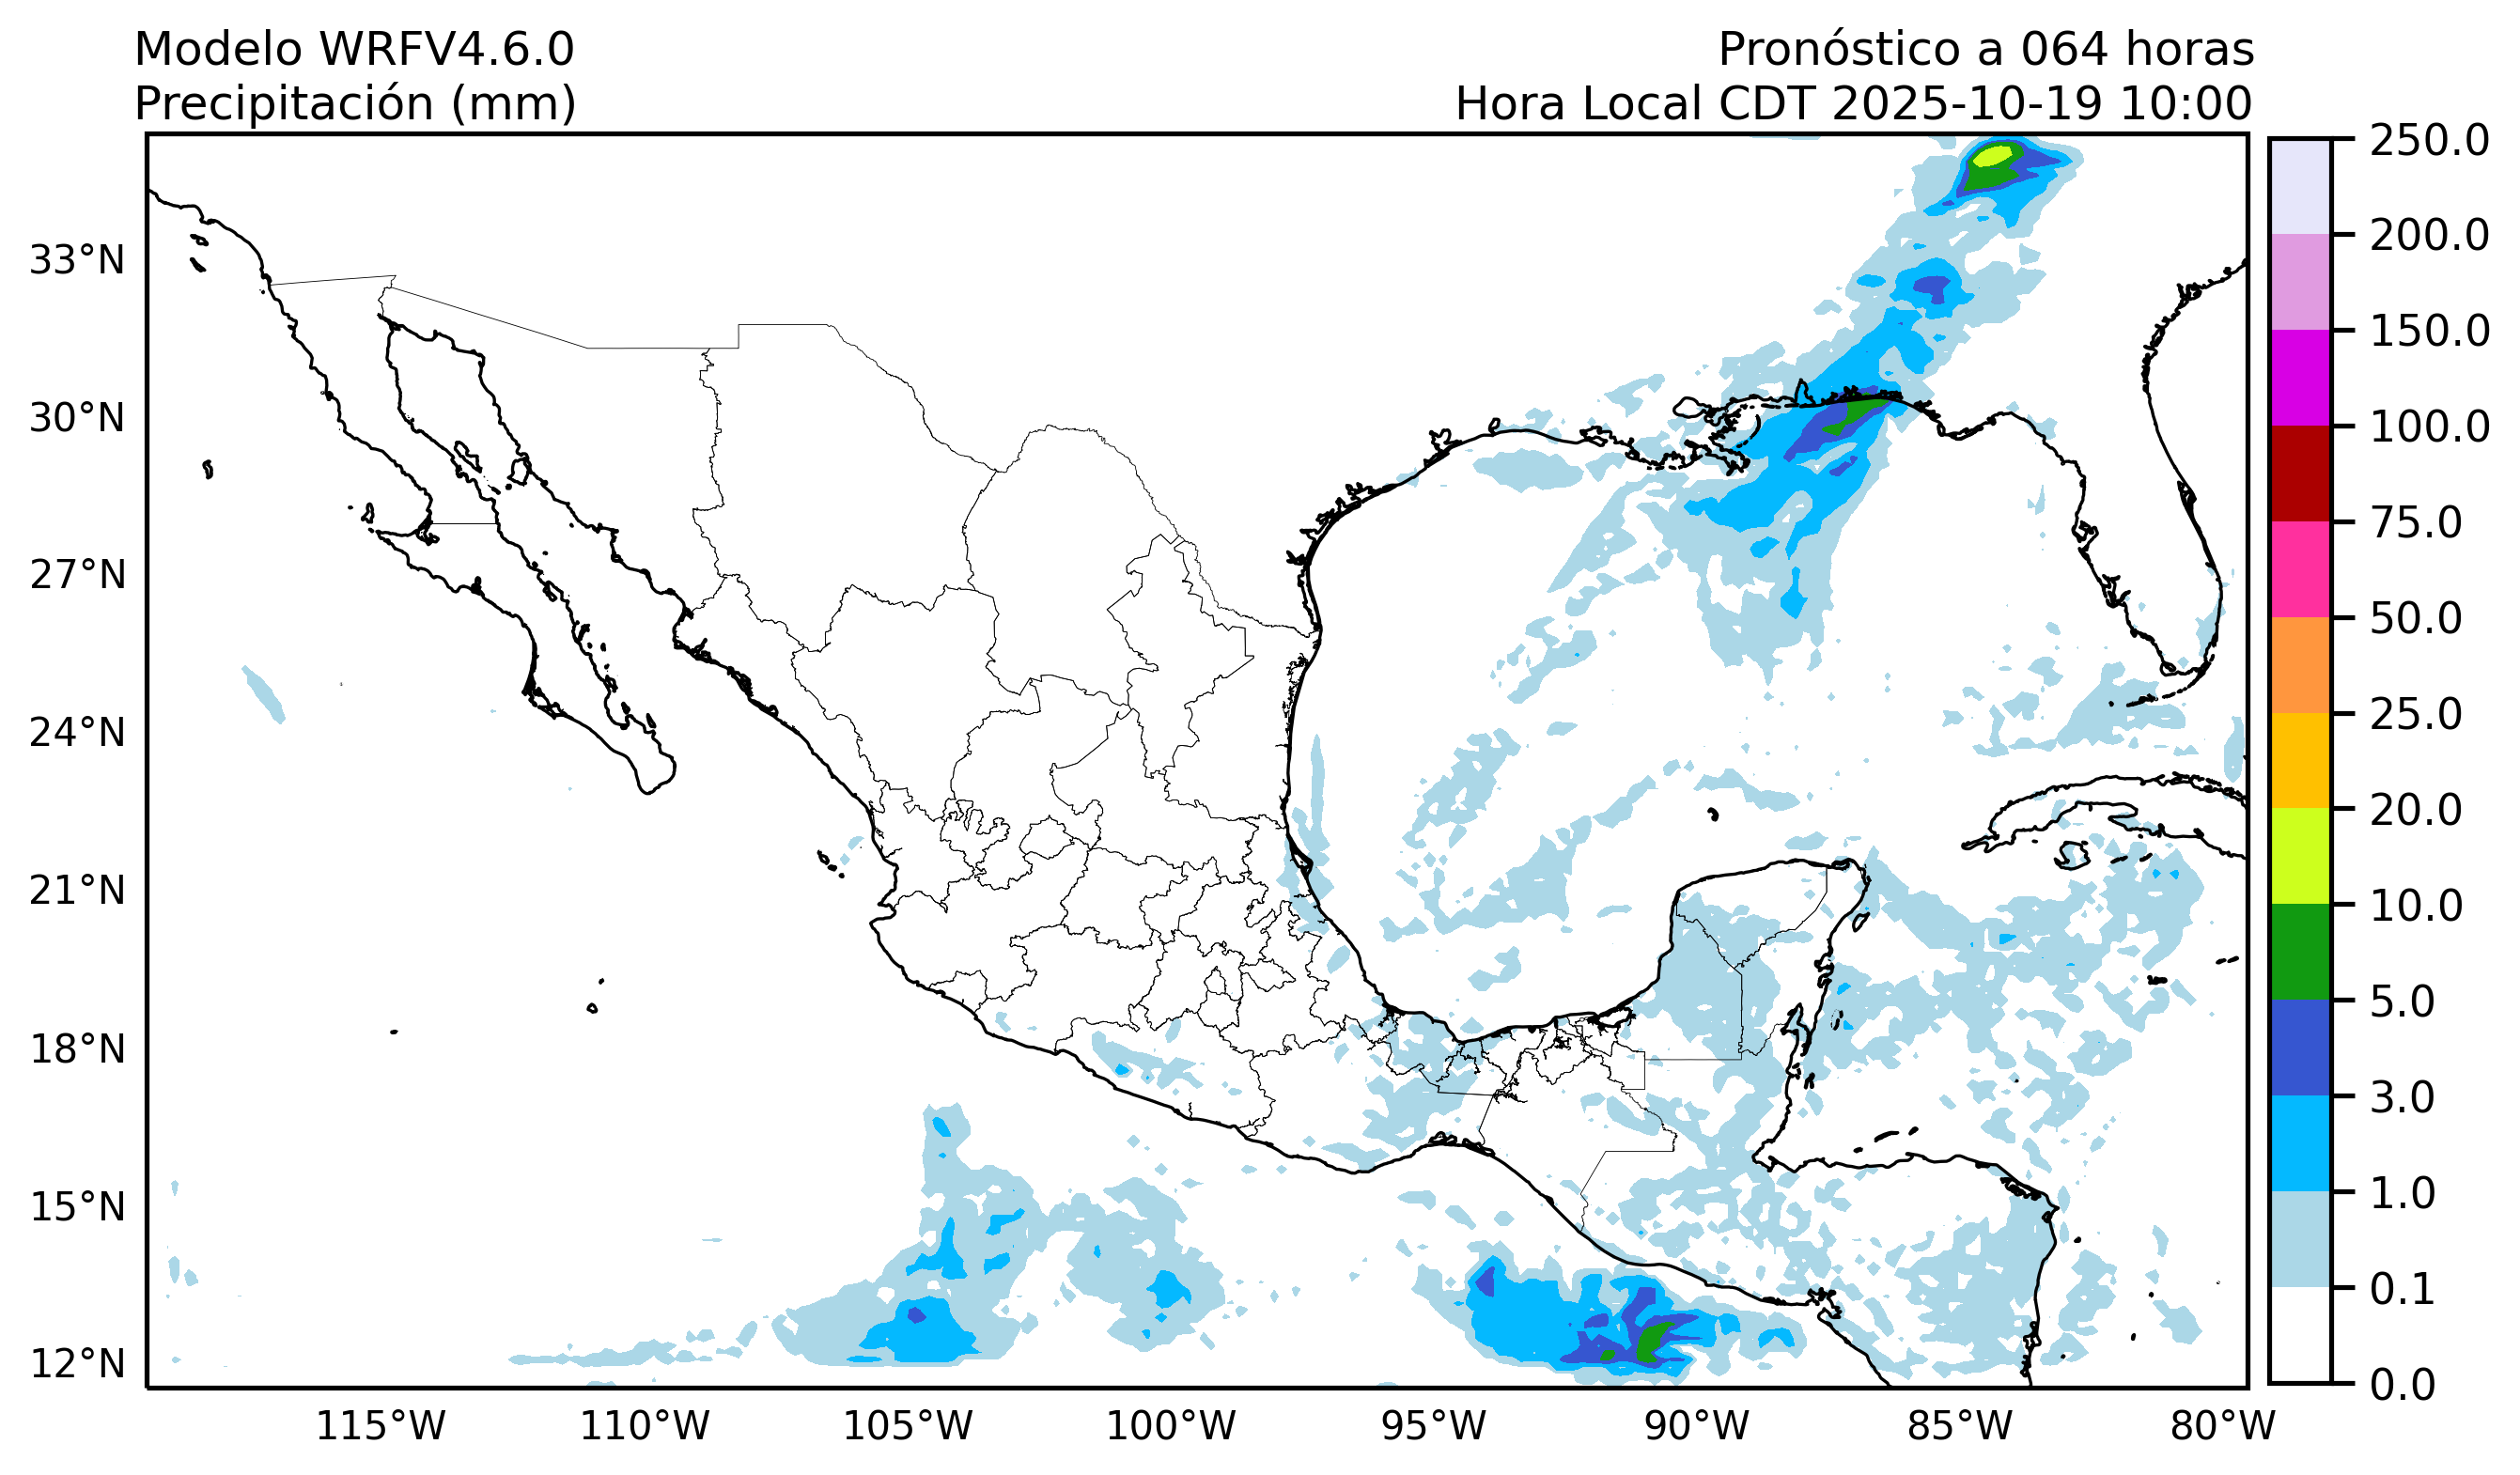 Modelo WRFV4.6.0
Precipitación (mm)
Pronóstico a 064 horas
Hora Local CDT 2025-10-19 10:00
33°N
30°N
27°N
24°N
21°N
18°N
15°N
12°N
115°W
110°W
105°W
100°W
95°W
90°W
85°W
80°W
250.0
200.0
150.0
100.0
75.0
50.0
25.0
20.0
10.0
5.0
3.0
1.0
0.1
0.0